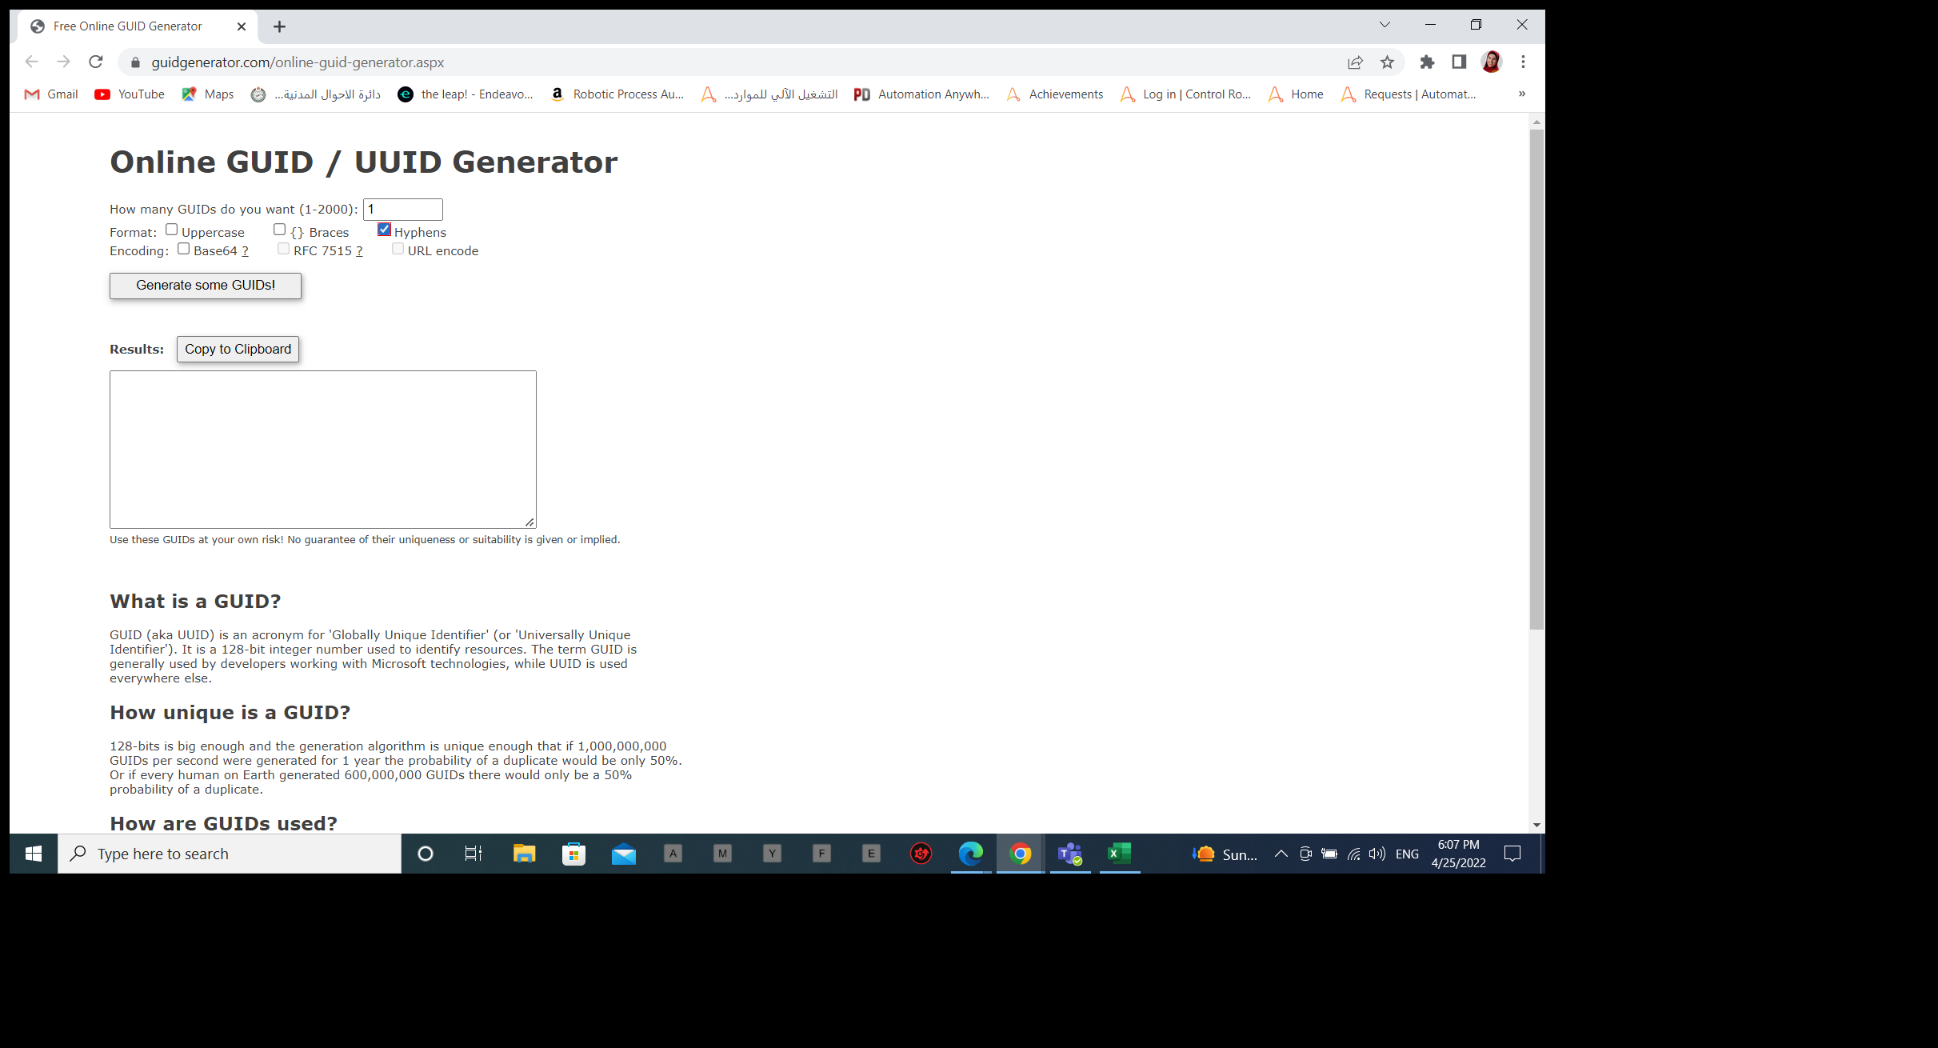 Free Online GUID Generator
guidgenerator.com/online-guid-generator.aspx
Gmail
YouTube
Maps
دائرة الاحوال المدنية...
the leap! - Endeavo...
Robotic Process Au...
التشغيل الآلي للموارد...
Automation Anywh...
Achievements
Log in | Control Ro...
Home
Requests | Automat...
»
Online GUID / UUID Generator
How many GUIDs do you want (1-2000): 1
Format: Uppercase {} Braces Hyphens
Encoding: Base64 ? RFC 7515 ? URL encode
Generate some GUIDs!
Results: Copy to Clipboard
Use these GUIDs at your own risk! No guarantee of their uniqueness or suitability is given or implied.
What is a GUID?
GUID (aka UUID) is an acronym for 'Globally Unique Identifier' (or 'Universally Unique
Identifier'). It is a 128-bit integer number used to identify resources. The term GUID is
generally used by developers working with Microsoft technologies, while UUID is used
everywhere else.
How unique is a GUID?
128-bits is big enough and the generation algorithm is unique enough that if 1,000,000,000
GUIDs per second were generated for 1 year the probability of a duplicate would be only 50%.
Or if every human on Earth generated 600,000,000 GUIDs there would only be a 50%
probability of a duplicate.
How are GUIDs used?
Type here to search
A M Y F E
Sun...
ENG
6:07 PM
4/25/2022